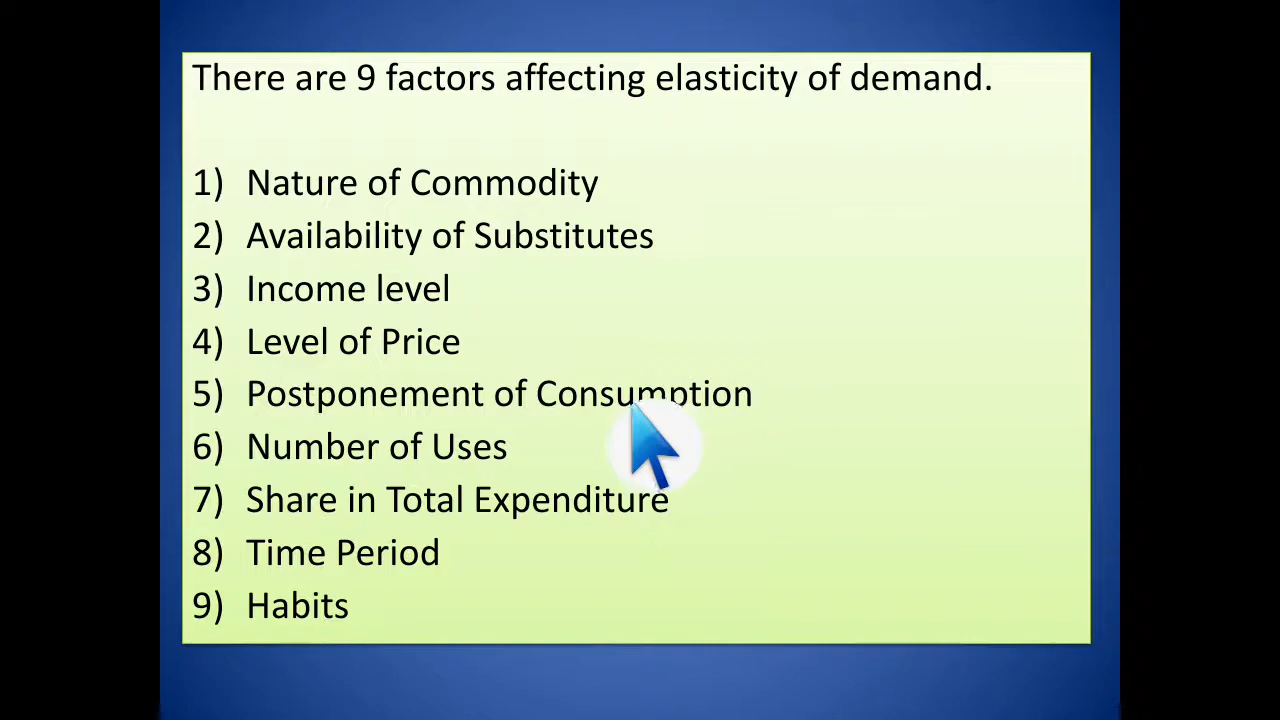 There are 9 factors affecting elasticity of demand.
1) Nature of Commodity
2) Availability of Substitutes
3) Income level
4) Level of Price
5) Postponement of Consumption
6) Number of Uses
7) Share in Total Expenditure
8) Time Period
9) Habits